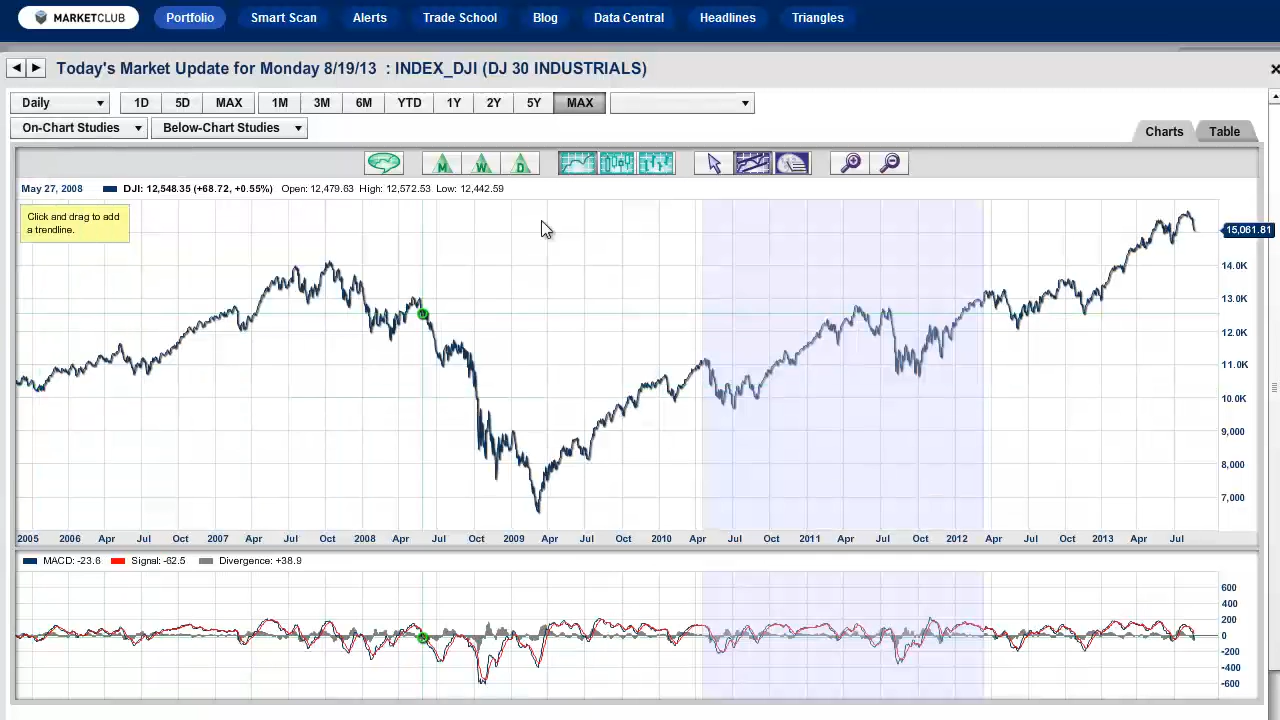 MARKETCLUB Portfolio Smart Scan Alerts Trade School Blog Data Central Headlines Triangles
Today's Market Update for Monday 8/19/13 : INDEX_DJI (DJ 30 INDUSTRIALS)
Daily 1D 5D MAX 1M 3M 6M YTD 1Y 2Y 5Y MAX
On-Chart Studies Below-Chart Studies
Charts Table
M W D
May 27, 2008 DJI: 12,548.35 (+68.72, +0.55%) Open: 12,479.63 High: 12,572.53 Low: 12,442.59
Click and drag to add
a trendline.
15,061.81
14.0K
13.0K
12.0K
11.0K
10.0K
9,000
8,000
7,000
2005 2006 Apr Jul Oct 2007 Apr Jul Oct 2008 Apr Jul Oct 2009 Apr Jul Oct 2010 Apr Jul Oct 2011 Apr Jul Oct 2012 Apr Jul Oct 2013 Apr Jul
MACD: -23.6 Signal: -62.5 Divergence: +38.9
600
400
200
0
-200
-400
-600